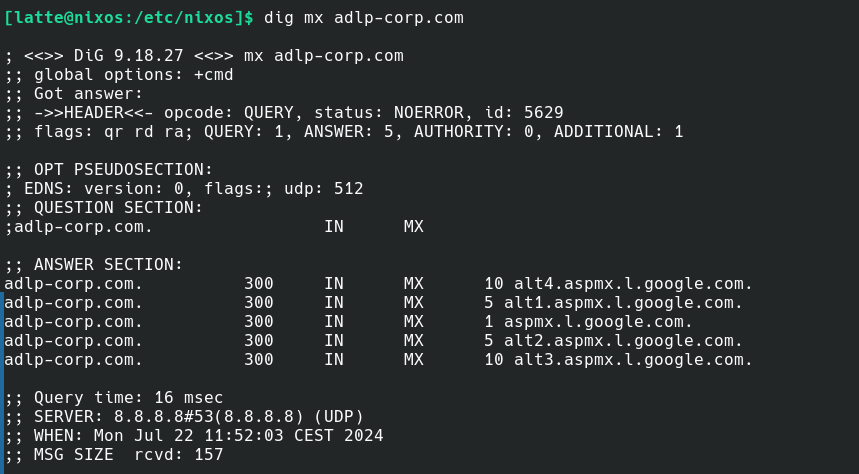 [latte@nixos:/etc/nixos]$ dig mx adlp-corp.com
; <<>> DiG 9.18.27 <<>> mx adlp-corp.com
;; global options: +cmd
;; Got answer:
;; ->>HEADER<<- opcode: QUERY, status: NOERROR, id: 5629
;; flags: qr rd ra; QUERY: 1, ANSWER: 5, AUTHORITY: 0, ADDITIONAL: 1
;; OPT PSEUDOSECTION:
; EDNS: version: 0, flags:; udp: 512
;; QUESTION SECTION:
;adlp-corp.com. IN MX
;; ANSWER SECTION:
adlp-corp.com. 300 IN MX 10 alt4.aspmx.l.google.com.
adlp-corp.com. 300 IN MX 5 alt1.aspmx.l.google.com.
adlp-corp.com. 300 IN MX 1 aspmx.l.google.com.
adlp-corp.com. 300 IN MX 5 alt2.aspmx.l.google.com.
adlp-corp.com. 300 IN MX 10 alt3.aspmx.l.google.com.
;; Query time: 16 msec
;; SERVER: 8.8.8.8#53(8.8.8.8) (UDP)
;; WHEN: Mon Jul 22 11:52:03 CEST 2024
;; MSG SIZE  rcvd: 157